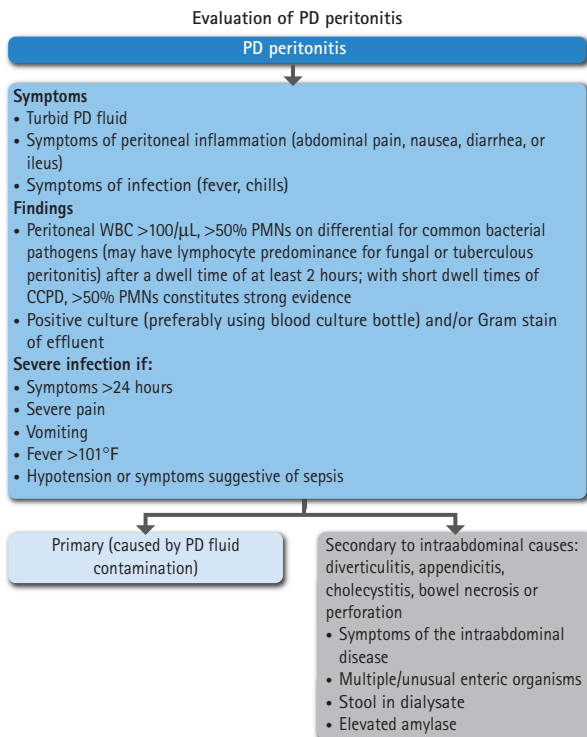 Evaluation of PD peritonitis
PD peritonitis
Symptoms
• Turbid PD fluid
• Symptoms of peritoneal inflammation (abdominal pain, nausea, diarrhea, or
ileus)
• Symptoms of infection (fever, chills)
Findings
• Peritoneal WBC >100/μL, >50% PMNs on differential for common bacterial
pathogens (may have lymphocyte predominance for fungal or tuberculous
peritonitis) after a dwell time of at least 2 hours; with short dwell times of
CCPD, >50% PMNs constitutes strong evidence
• Positive culture (preferably using blood culture bottle) and/or Gram stain
of effluent
Severe infection if:
• Symptoms >24 hours
• Severe pain
• Vomiting
• Fever >101°F
• Hypotension or symptoms suggestive of sepsis
Primary (caused by PD fluid
contamination)
Secondary to intraabdominal causes:
diverticulitis, appendicitis,
cholecystitis, bowel necrosis or
perforation
• Symptoms of the intraabdominal
disease
• Multiple/unusual enteric organisms
• Stool in dialysate
• Elevated amylase